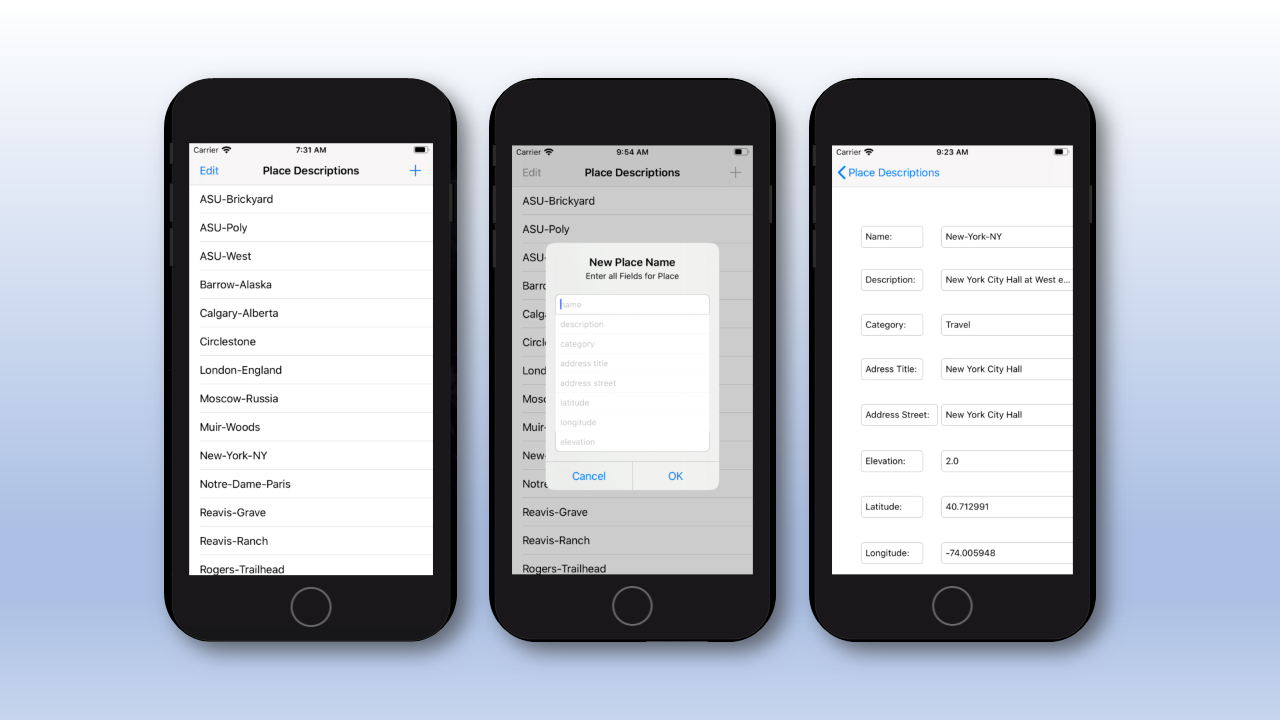 Carrier 7:31 AM
Edit Place Descriptions +
ASU-Brickyard
ASU-Poly
ASU-West
Barrow-Alaska
Calgary-Alberta
Circlestone
London-England
Moscow-Russia
Muir-Woods
New-York-NY
Notre-Dame-Paris
Reavis-Grave
Reavis-Ranch
Rogers-Trailhead
Carrier 9:54 AM
Edit Place Descriptions +
ASU-Brickyard
ASU-Poly
ASU-
Barro
Calga
Circl
Lond
Mosc
Muir-
New-
Notre
Reavis-Grave
Reavis-Ranch
Rogers-Trailhead
New Place Name
Enter all Fields for Place
name
description
category
address title
address street
latitude
longitude
elevation
Cancel OK
Carrier 9:23 AM
Place Descriptions
Name: New-York-NY
Description: New York City Hall at West e...
Category: Travel
Adress Title: New York City Hall
Address Street: New York City Hall
Elevation: 2.0
Latitude: 40.712991
Longitude: -74.005948